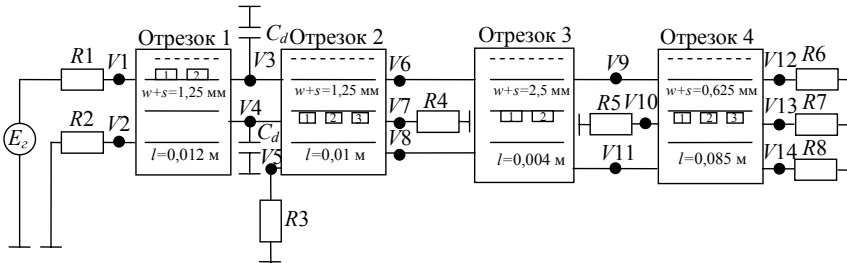 Отрезок 1
Отрезок 2
Отрезок 3
Отрезок 4
C_d
R1
V1
V3
V6
V9
V12
R6
1 2
w+s=1,25 мм
w+s=1,25 мм
w+s=2,5 мм
w+s=0,625 мм
R2
V2
V4
V7
R4
R5
V10
V13
R7
1 2 3
1 2
1 2 3
E_г
C_d
V5
V8
V11
V14
R8
l=0,012 м
l=0,01 м
l=0,004 м
l=0,085 м
R3